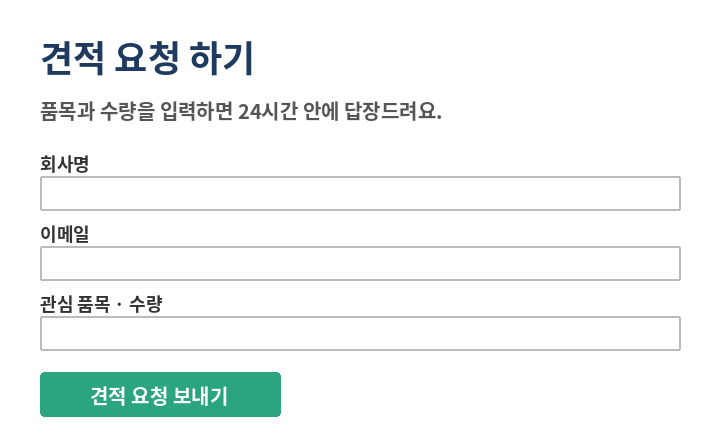 견적 요청 하기
품목과 수량을 입력하면 24시간 안에 답장드려요.
회사명
이메일
관심 품목 · 수량
견적 요청 보내기